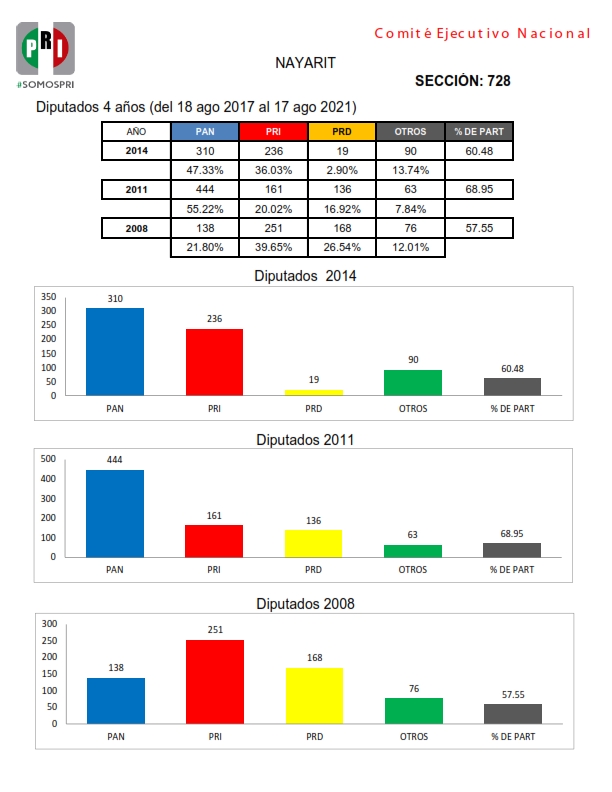 Comité Ejecutivo Nacional
PRI
#SOMOSPRI
NAYARIT
SECCIÓN: 728
Diputados 4 años (del 18 ago 2017 al 17 ago 2021)
AÑO PAN PRI PRD OTROS % DE PART
2014 310 236 19 90 60.48
47.33% 36.03% 2.90% 13.74%
2011 444 161 136 63 68.95
55.22% 20.02% 16.92% 7.84%
2008 138 251 168 76 57.55
21.80% 39.65% 26.54% 12.01%
Diputados 2014
350
300
250
200
150
100
50
0
310 236 19 90 60.48
PAN PRI PRD OTROS % DE PART
Diputados 2011
500
400
300
200
100
0
444 161 136 63 68.95
PAN PRI PRD OTROS % DE PART
Diputados 2008
300
250
200
150
100
50
0
138 251 168 76 57.55
PAN PRI PRD OTROS % DE PART